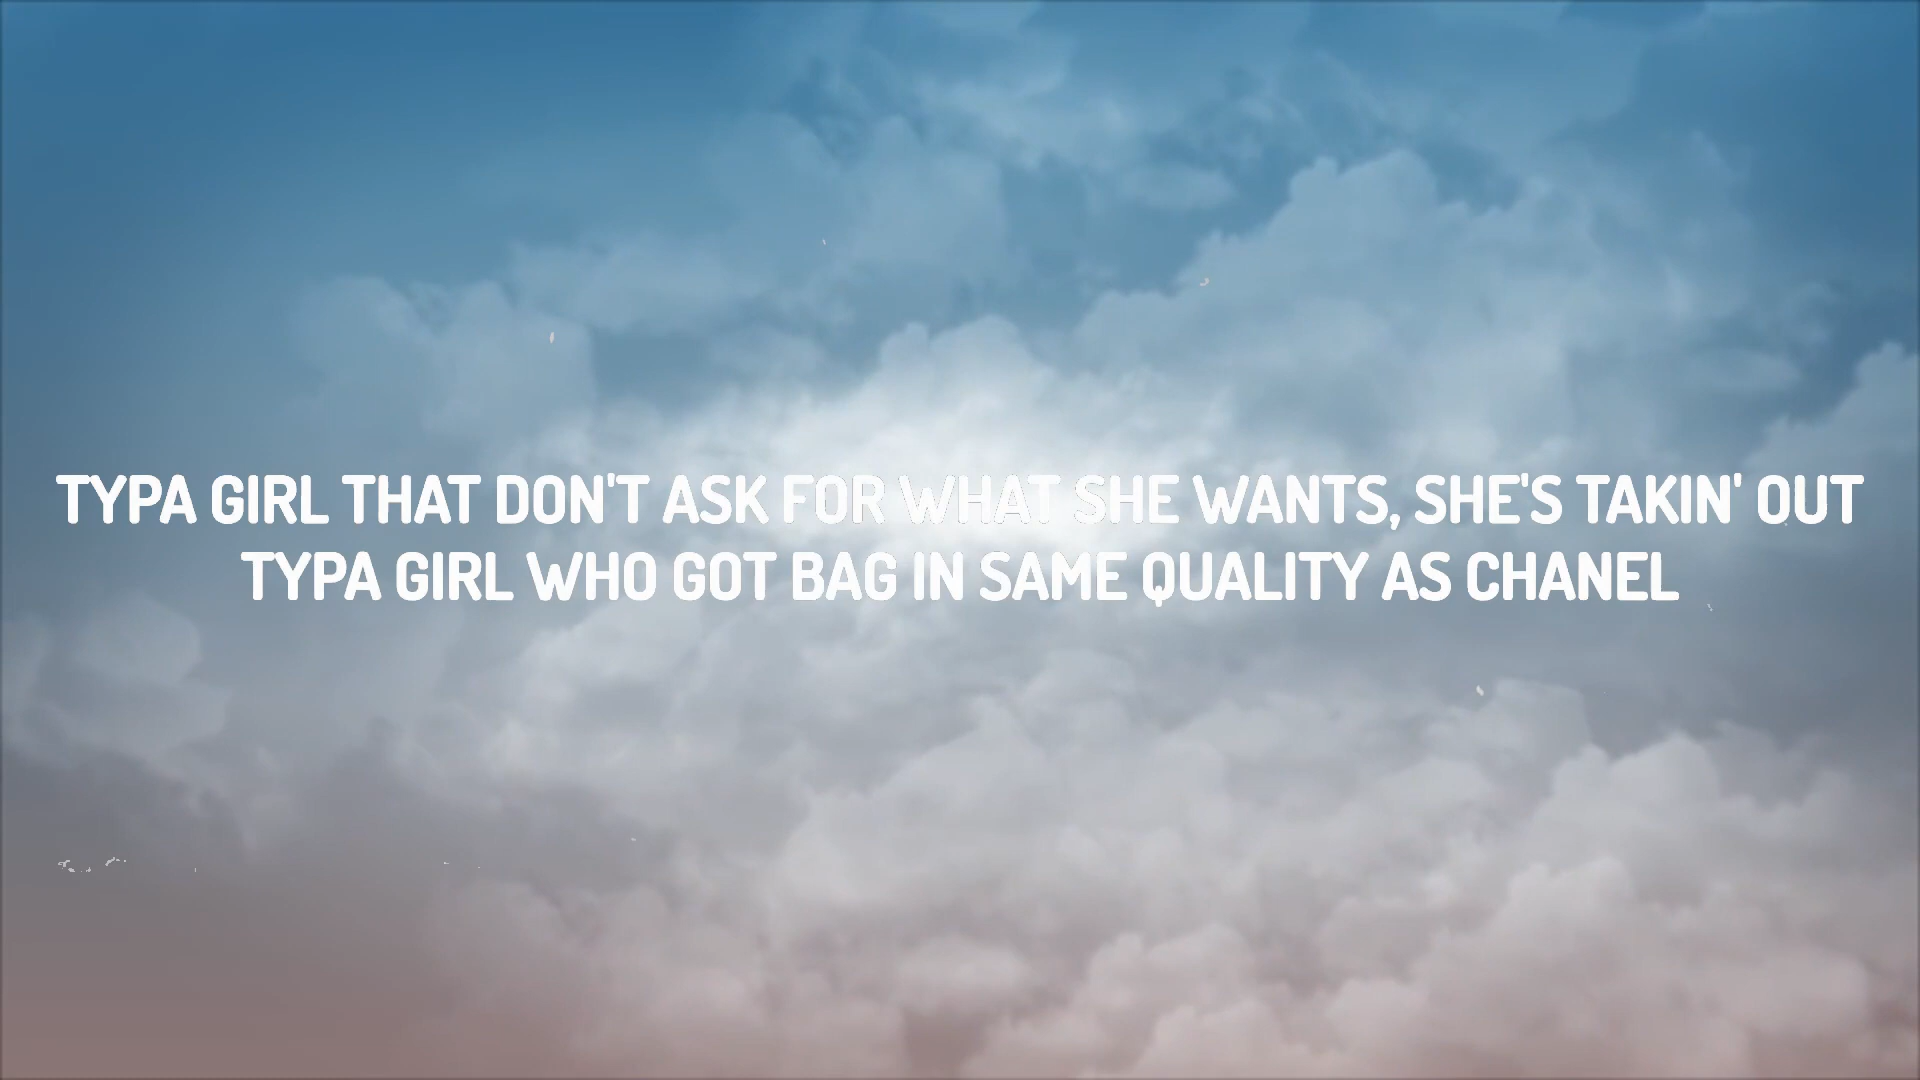 TYPA GIRL THAT DON'T ASK FOR WHAT SHE WANTS, SHE'S TAKIN' OUT
TYPA GIRL WHO GOT BAG IN SAME QUALITY AS CHANEL